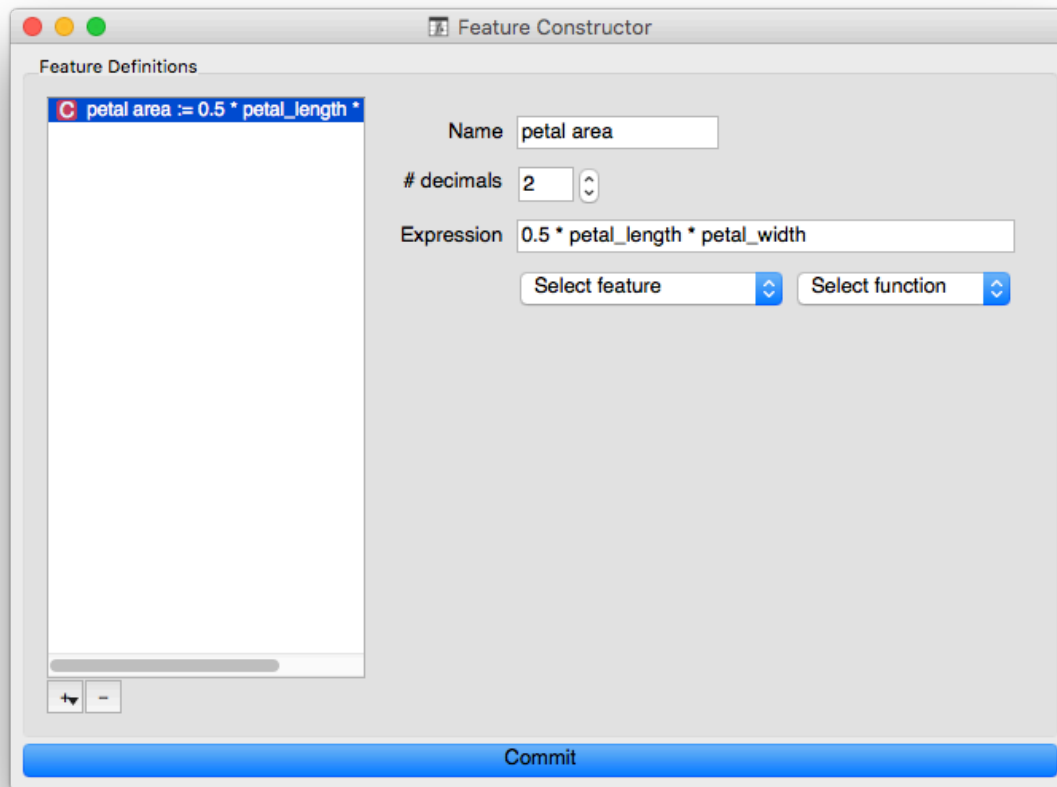 Feature Constructor
Feature Definitions
C petal area := 0.5 * petal_length *
Name petal area
# decimals 2
Expression 0.5 * petal_length * petal_width
Select feature Select function
+ -
Commit